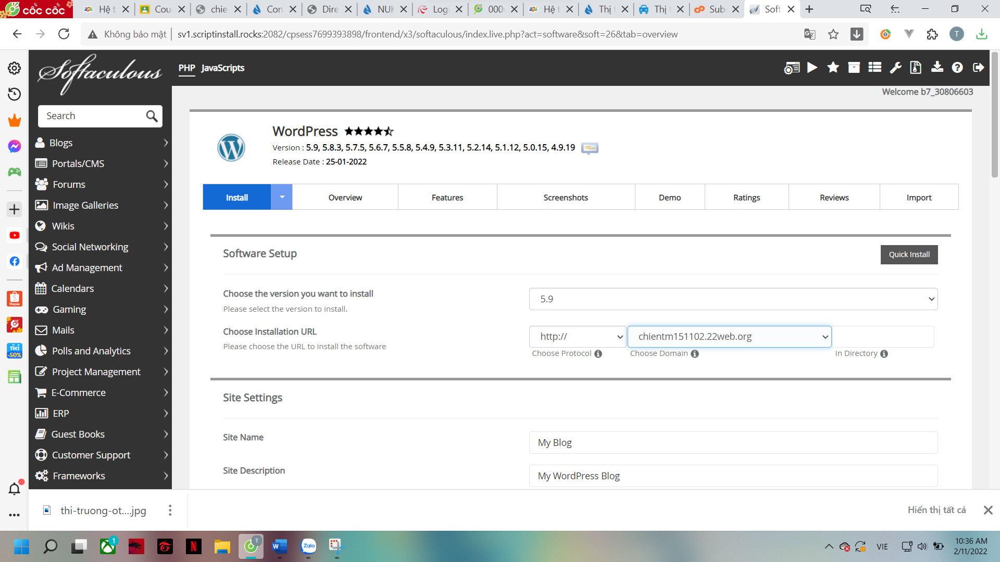 CỐC CỐC
Hệ t
Cou
chie
Con
Dire
NUK
Logi
000v
Hệ t
Thị t
Thị t
Sub
Soft
Không bảo mật
sv1.scriptinstall.rocks:2082/cpsess7699393898/frontend/x3/softaculous/index.live.php?act=software&soft=26&tab=overview
T
Softaculous
PHP JavaScripts
Welcome b7_30806603
Search
Blogs
Portals/CMS
Forums
Image Galleries
Wikis
Social Networking
Ad Management
Calendars
Gaming
Mails
Polls and Analytics
Project Management
E-Commerce
ERP
Guest Books
Customer Support
Frameworks
Shopee
TIKI
-50%
WordPress
Version : 5.9, 5.8.3, 5.7.5, 5.6.7, 5.5.8, 5.4.9, 5.3.11, 5.2.14, 5.1.12, 5.0.15, 4.9.19
Release Date : 25-01-2022
Install
Overview
Features
Screenshots
Demo
Ratings
Reviews
Import
Software Setup
Quick Install
Choose the version you want to install
Please select the version to install.
5.9
Choose Installation URL
Please choose the URL to install the software
http://
chientm151102.22web.org
Choose Protocol
Choose Domain
In Directory
Site Settings
Site Name
My Blog
Site Description
My WordPress Blog
thi-truong-ot....jpg
Hiển thị tất cả
1
N
T
W
Zalo
VIE
10:36 AM
2/11/2022